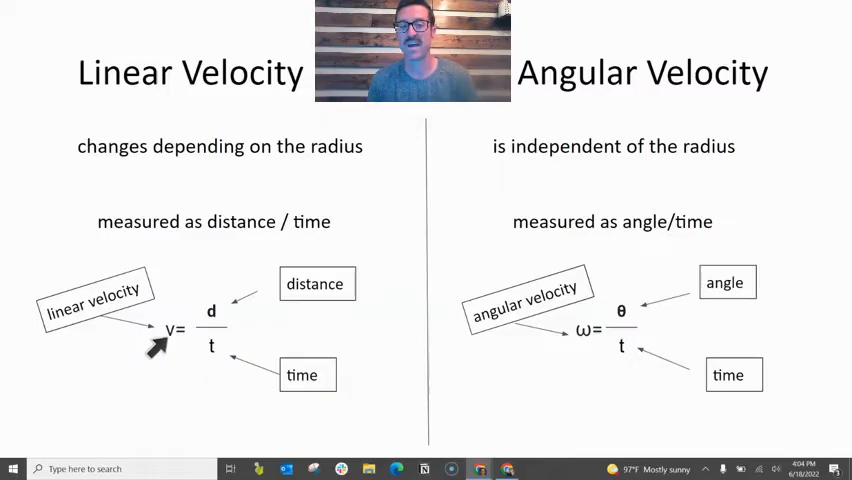 Linear Velocity
changes depending on the radius
measured as distance / time
linear velocity
distance
v=
d
t
time
Angular Velocity
is independent of the radius
measured as angle/time
angular velocity
angle
ω=
θ
t
time
Type here to search
97°F Mostly sunny
4:04 PM
6/18/2022